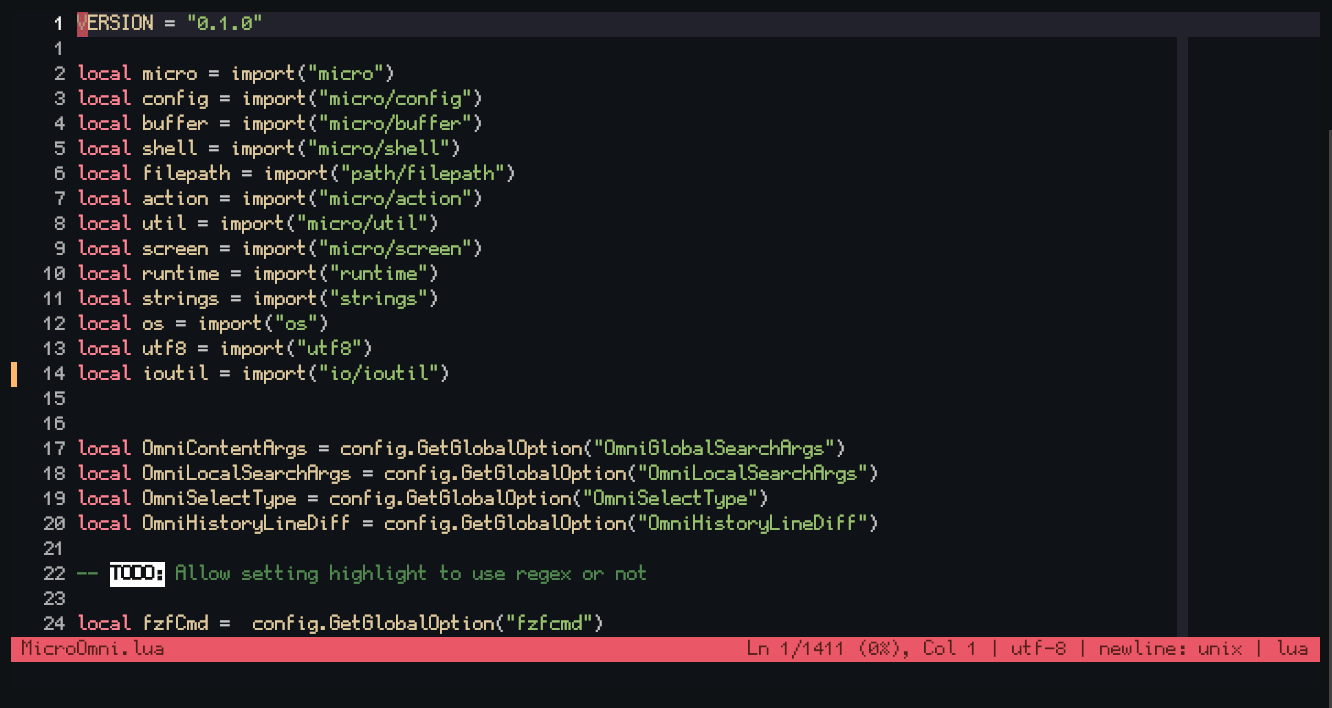 1 VERSION = "0.1.0"
1
2 local micro = import("micro")
3 local config = import("micro/config")
4 local buffer = import("micro/buffer")
5 local shell = import("micro/shell")
6 local filepath = import("path/filepath")
7 local action = import("micro/action")
8 local util = import("micro/util")
9 local screen = import("micro/screen")
10 local runtime = import("runtime")
11 local strings = import("strings")
12 local os = import("os")
13 local utf8 = import("utf8")
14 local ioutil = import("io/ioutil")
15
16
17 local OmniContentArgs = config.GetGlobalOption("OmniGlobalSearchArgs")
18 local OmniLocalSearchArgs = config.GetGlobalOption("OmniLocalSearchArgs")
19 local OmniSelectType = config.GetGlobalOption("OmniSelectType")
20 local OmniHistoryLineDiff = config.GetGlobalOption("OmniHistoryLineDiff")
21
22 -- TODO: Allow setting highlight to use regex or not
23
24 local fzfCmd =  config.GetGlobalOption("fzfcmd")
MicroOmni.lua Ln 1/1411 (0%), Col 1 | utf-8 | newline: unix | lua